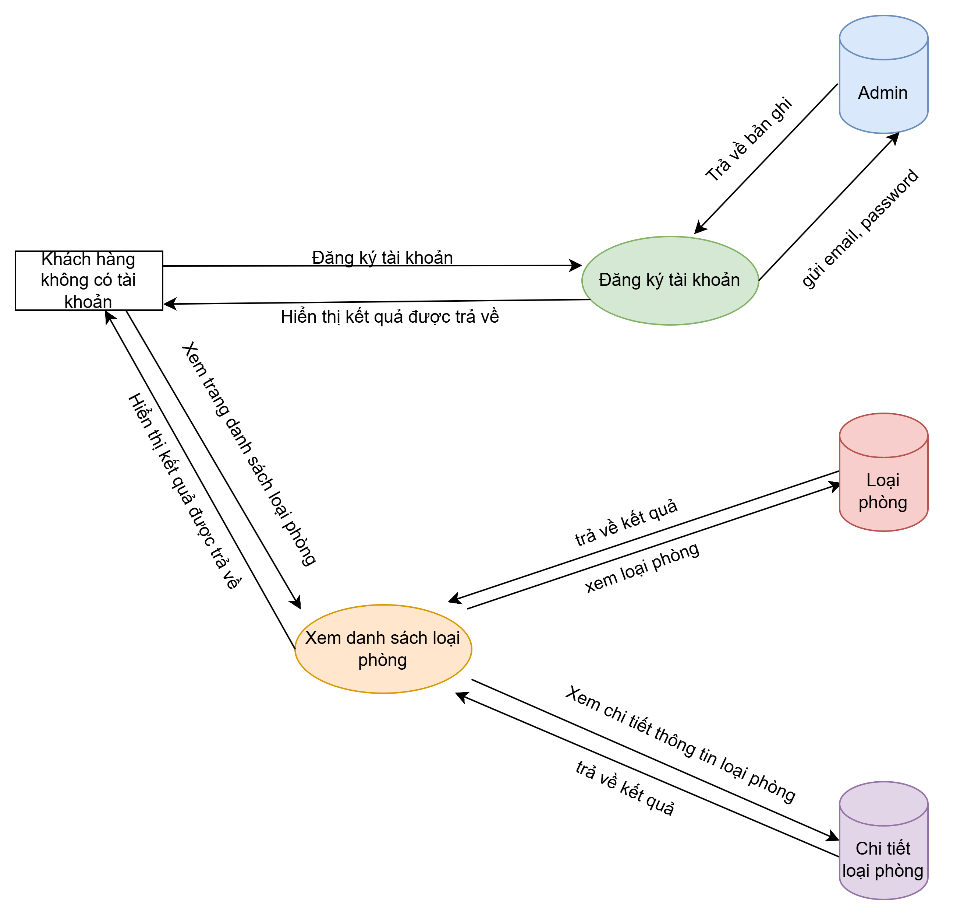 Admin
Trả về bản ghi
gửi email, password
Khách hàng
không có tài
khoản
Đăng ký tài khoản
Đăng ký tài khoản
Hiển thị kết quả được trả về
Xem trang danh sách loại phòng
Hiển thị kết quả được trả về
Loại
phòng
trả về kết quả
xem loại phòng
Xem danh sách loại
phòng
Xem chi tiết thông tin loại phòng
trả về kết quả
Chi tiết
loại phòng